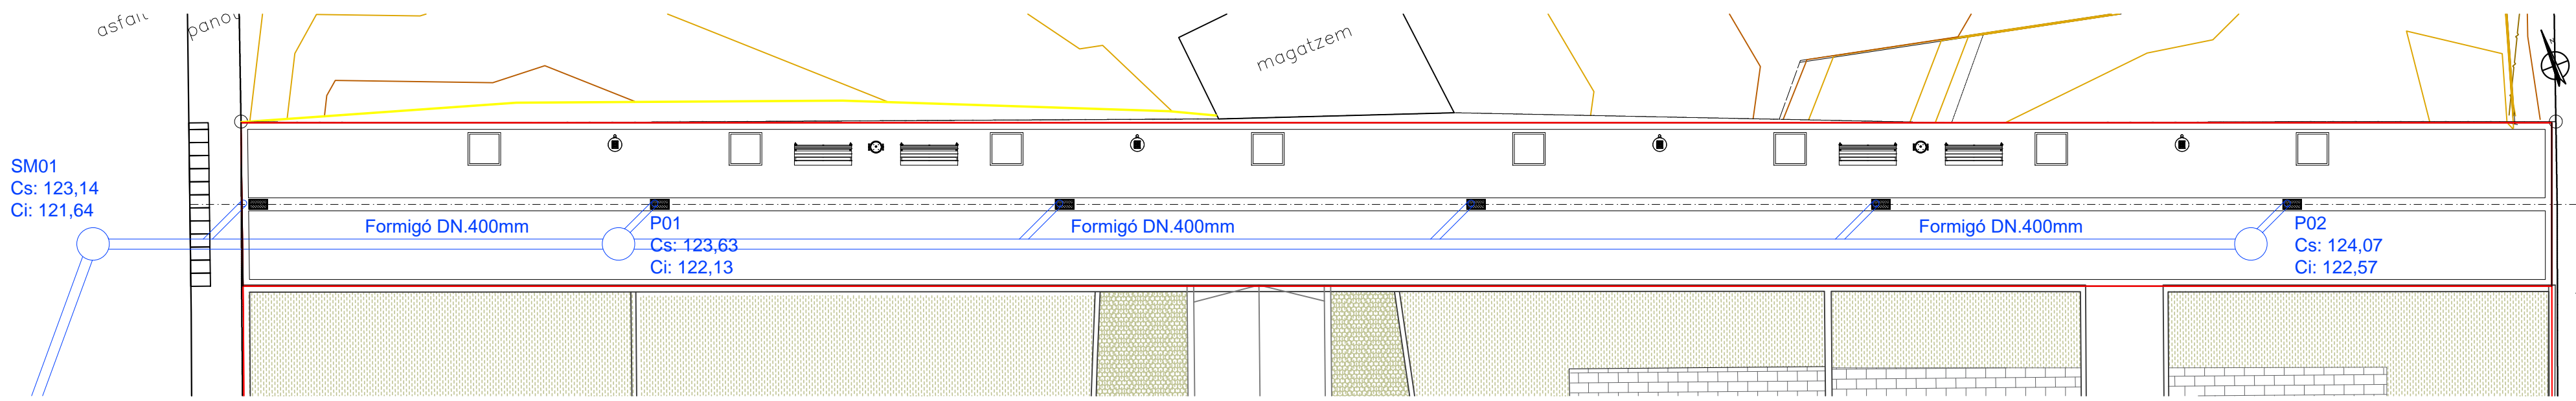 asfalt
magatzem
N
SM01
Cs: 123,14
Ci: 121,64
Formigó DN.400mm
P01
Cs: 123,63
Ci: 122,13
Formigó DN.400mm
Formigó DN.400mm
P02
Cs: 124,07
Ci: 122,57